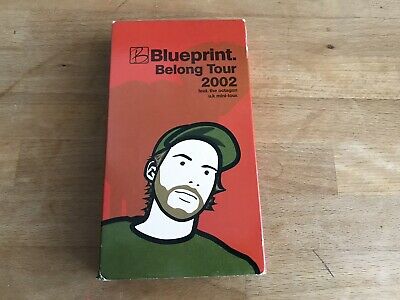 Blueprint.
Belong Tour
2002
feat. the octagon
u.k mini-tour.